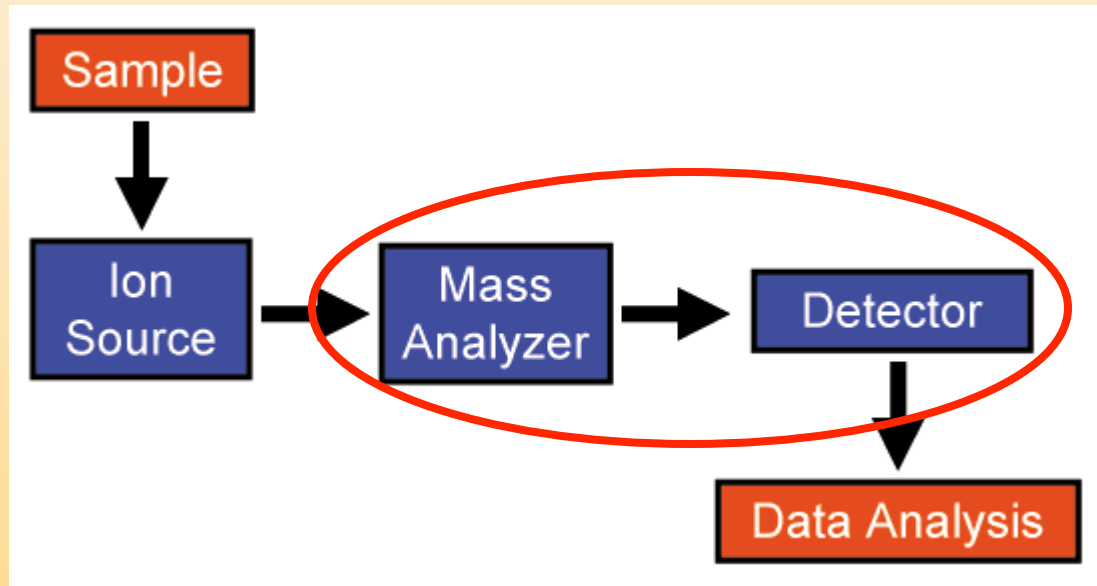 Sample
Ion
Source
Mass
Analyzer
Detector
Data Analysis